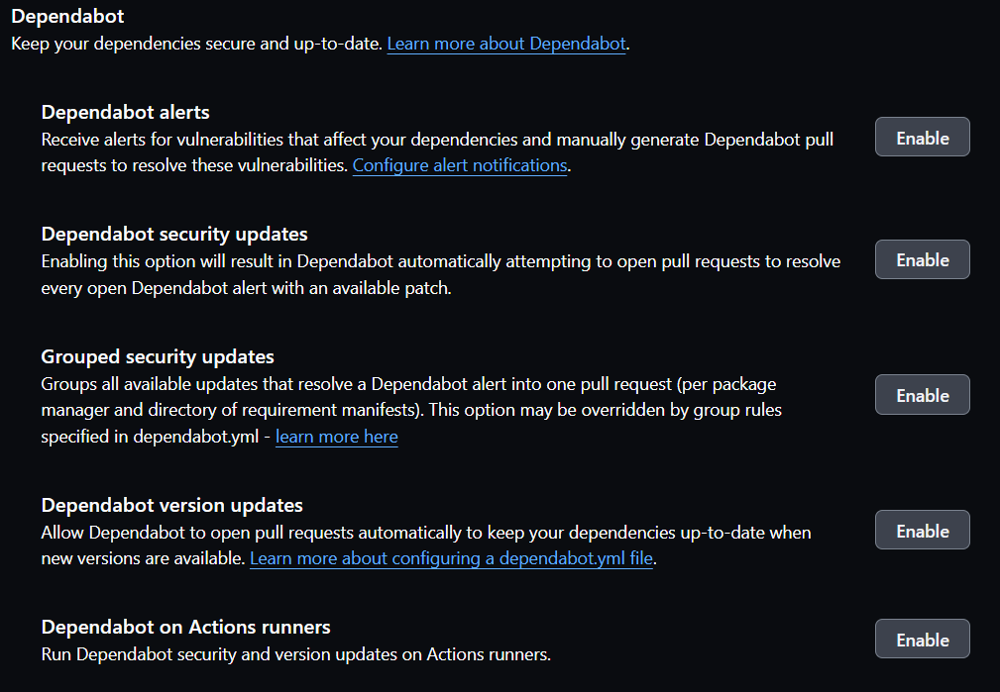 Dependabot
Keep your dependencies secure and up-to-date. Learn more about Dependabot.
Dependabot alerts
Receive alerts for vulnerabilities that affect your dependencies and manually generate Dependabot pull
requests to resolve these vulnerabilities. Configure alert notifications.
Enable
Dependabot security updates
Enabling this option will result in Dependabot automatically attempting to open pull requests to resolve
every open Dependabot alert with an available patch.
Enable
Grouped security updates
Groups all available updates that resolve a Dependabot alert into one pull request (per package
manager and directory of requirement manifests). This option may be overridden by group rules
specified in dependabot.yml - learn more here
Enable
Dependabot version updates
Allow Dependabot to open pull requests automatically to keep your dependencies up-to-date when
new versions are available. Learn more about configuring a dependabot.yml file.
Enable
Dependabot on Actions runners
Run Dependabot security and version updates on Actions runners.
Enable